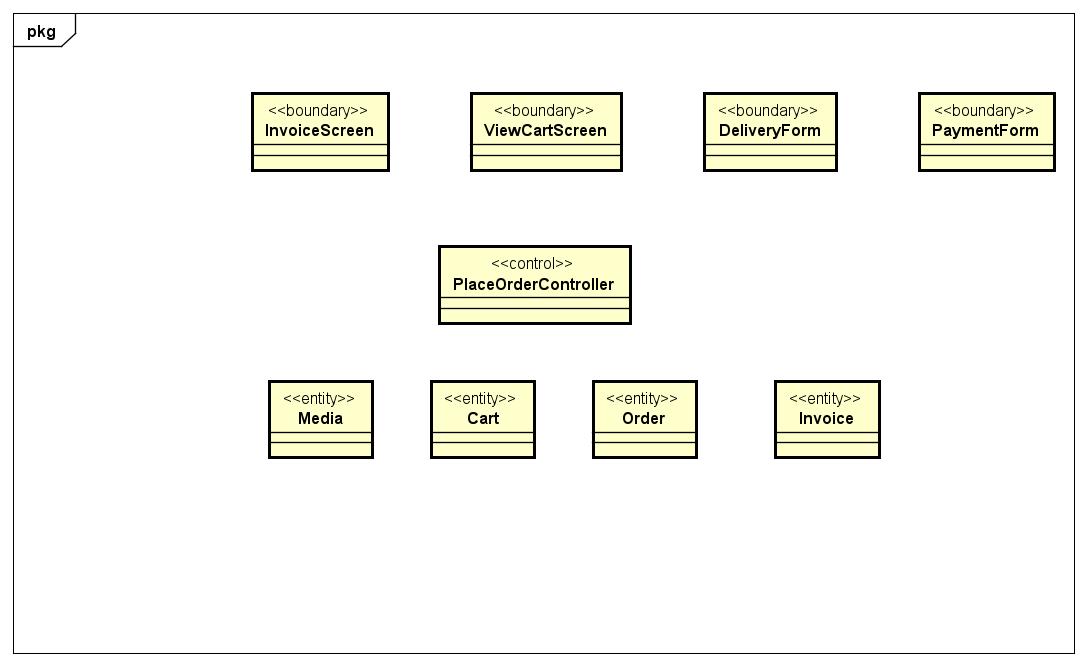 pkg
<<boundary>>
InvoiceScreen
<<boundary>>
ViewCartScreen
<<boundary>>
DeliveryForm
<<boundary>>
PaymentForm
<<control>>
PlaceOrderController
<<entity>>
Media
<<entity>>
Cart
<<entity>>
Order
<<entity>>
Invoice